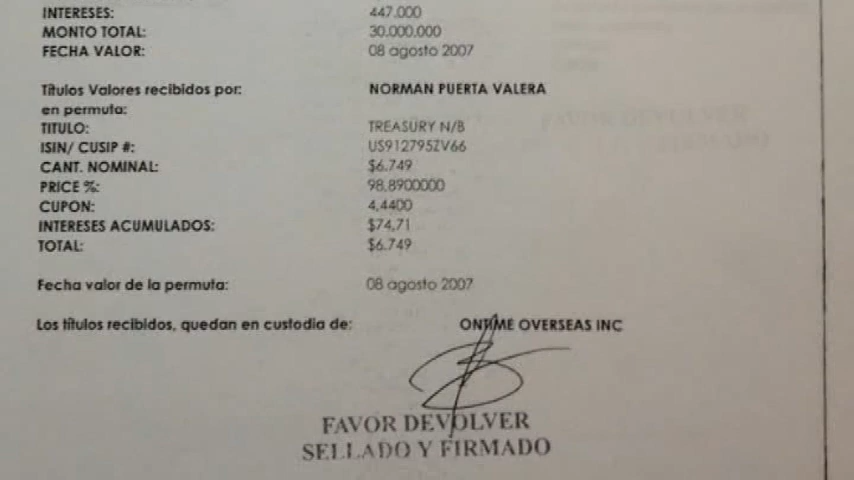 INTERESES: 447.000
MONTO TOTAL: 30.000.000
FECHA VALOR: 08 agosto 2007
Títulos Valores recibidos por: NORMAN PUERTA VALERA
en permuta:
TITULO: TREASURY N/B
ISIN/ CUSIP #: US912795ZV66
CANT. NOMINAL: $6.749
PRICE %: 98,8900000
CUPON: 4,4400
INTERESES ACUMULADOS: $74,71
TOTAL: $6.749
Fecha valor de la permuta: 08 agosto 2007
Los títulos recibidos, quedan en custodia de: ONTIME OVERSEAS INC
FAVOR DEVOLVER
SELLADO Y FIRMADO
FAVOR DEVOLVER